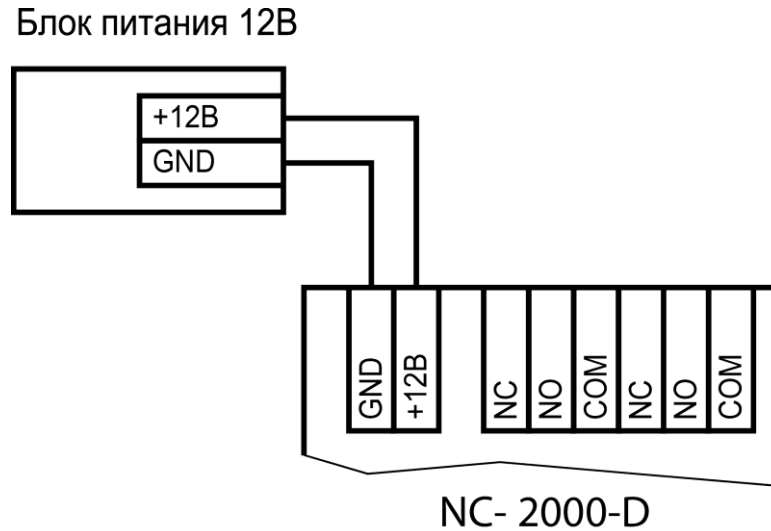 Блок питания 12В
+12В
GND
GND
+12В
NC
NO
COM
NC
NO
COM
NC- 2000-D